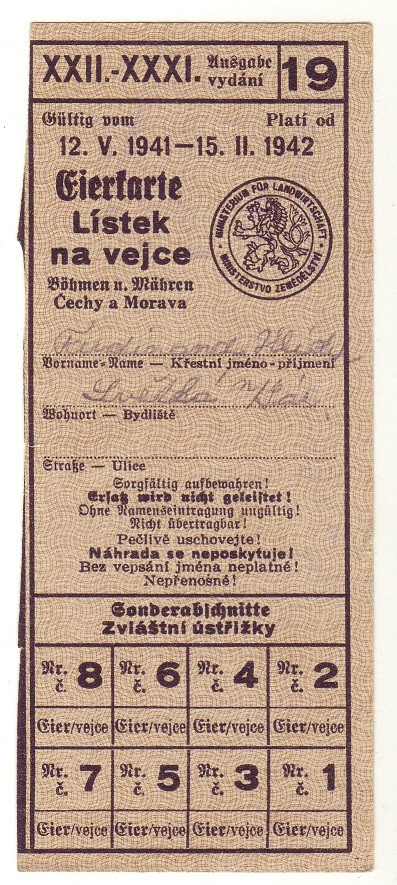 XXII.-XXXI. Ausgabe vydání 19
Gültig vom Platí od
12. V. 1941—15. II. 1942
Eierkarte
Lístek
na vejce
Böhmen u. Mähren
Čechy a Morava
MINISTERIUM FÜR LANDWIRTSCHAFT
MINISTERSTVO ZEMĚDĚLSTVÍ
Ferdinand
Vorname-Name — Křestní jméno-příjmení
Světlá n/Sáz.
Wohnort — Bydliště
Straße — Ulice
Sorgfältig aufbewahren!
Ersatz wird nicht geleistet!
Ohne Namenseintragung ungültig!
Nicht übertragbar!
Pečlivě uschovejte!
Náhrada se neposkytuje!
Bez vepsání jména neplatné!
Nepřenosné!
Sonderabschnitte
Zvláštní ústřižky
Nr. č. 8 Nr. č. 6 Nr. č. 4 Nr. č. 2
Eier/vejce Eier/vejce Eier/vejce Eier/vejce
Nr. č. 7 Nr. č. 5 Nr. č. 3 Nr. č. 1
Eier/vejce Eier/vejce Eier/vejce Eier/vejce